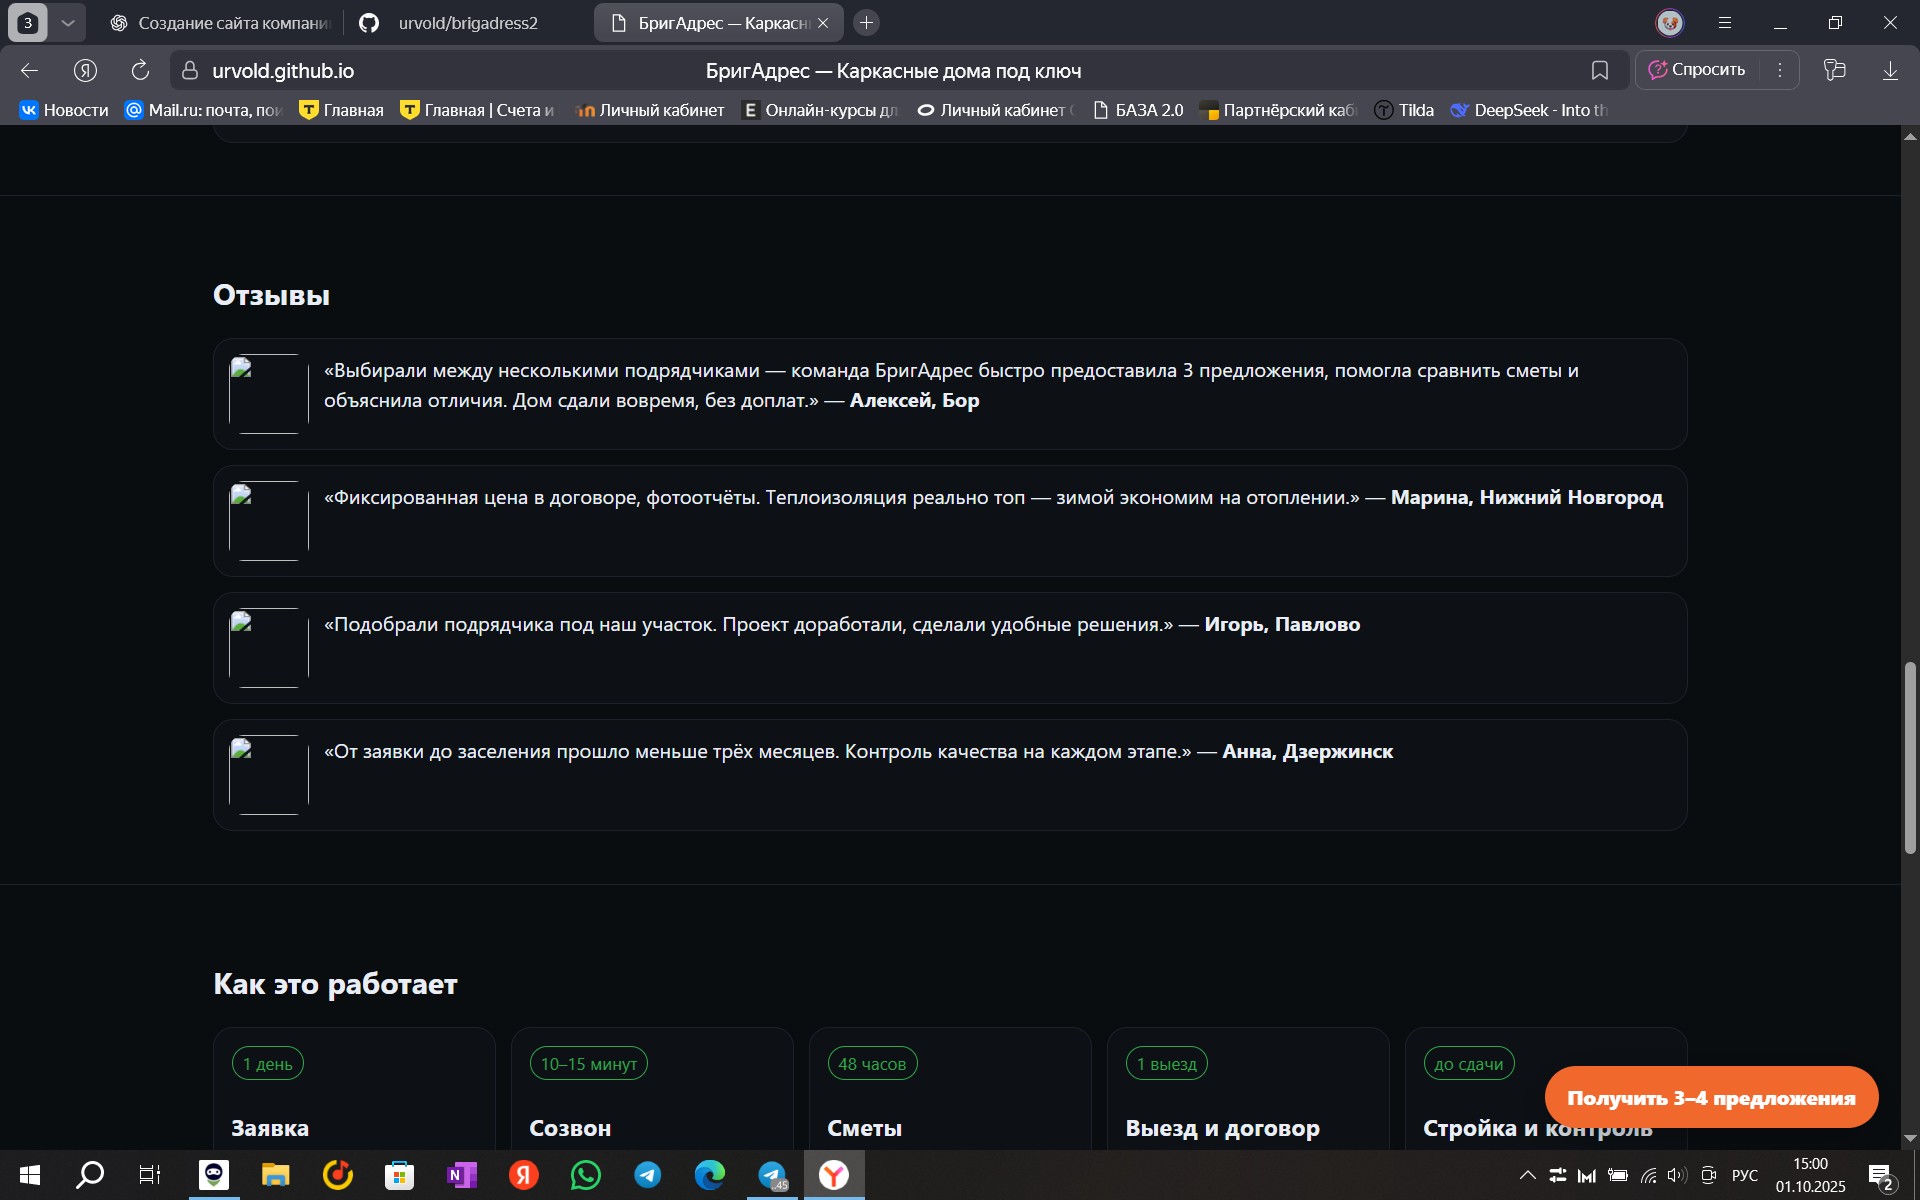 3
Создание сайта компани
urvold/brigadress2
БригАдрес — Каркасн
Я
urvold.github.io
БригАдрес — Каркасные дома под ключ
Спросить
Новости
Mail.ru: почта, пои
Главная
Главная | Счета и
Личный кабинет
Онлайн-курсы дл
Личный кабинет
БАЗА 2.0
Партнёрский каб
Tilda
DeepSeek - Into th
Отзывы
«Выбирали между несколькими подрядчиками — команда БригАдрес быстро предоставила 3 предложения, помогла сравнить сметы и
объяснила отличия. Дом сдали вовремя, без доплат.» — Алексей, Бор
«Фиксированная цена в договоре, фотоотчёты. Теплоизоляция реально топ — зимой экономим на отоплении.» — Марина, Нижний Новгород
«Подобрали подрядчика под наш участок. Проект доработали, сделали удобные решения.» — Игорь, Павлово
«От заявки до заселения прошло меньше трёх месяцев. Контроль качества на каждом этапе.» — Анна, Дзержинск
Как это работает
1 день
10–15 минут
48 часов
1 выезд
до сдачи
Заявка
Созвон
Сметы
Выезд и договор
Стройка и контроль
Получить 3–4 предложения
РУС
15:00
01.10.2025
2